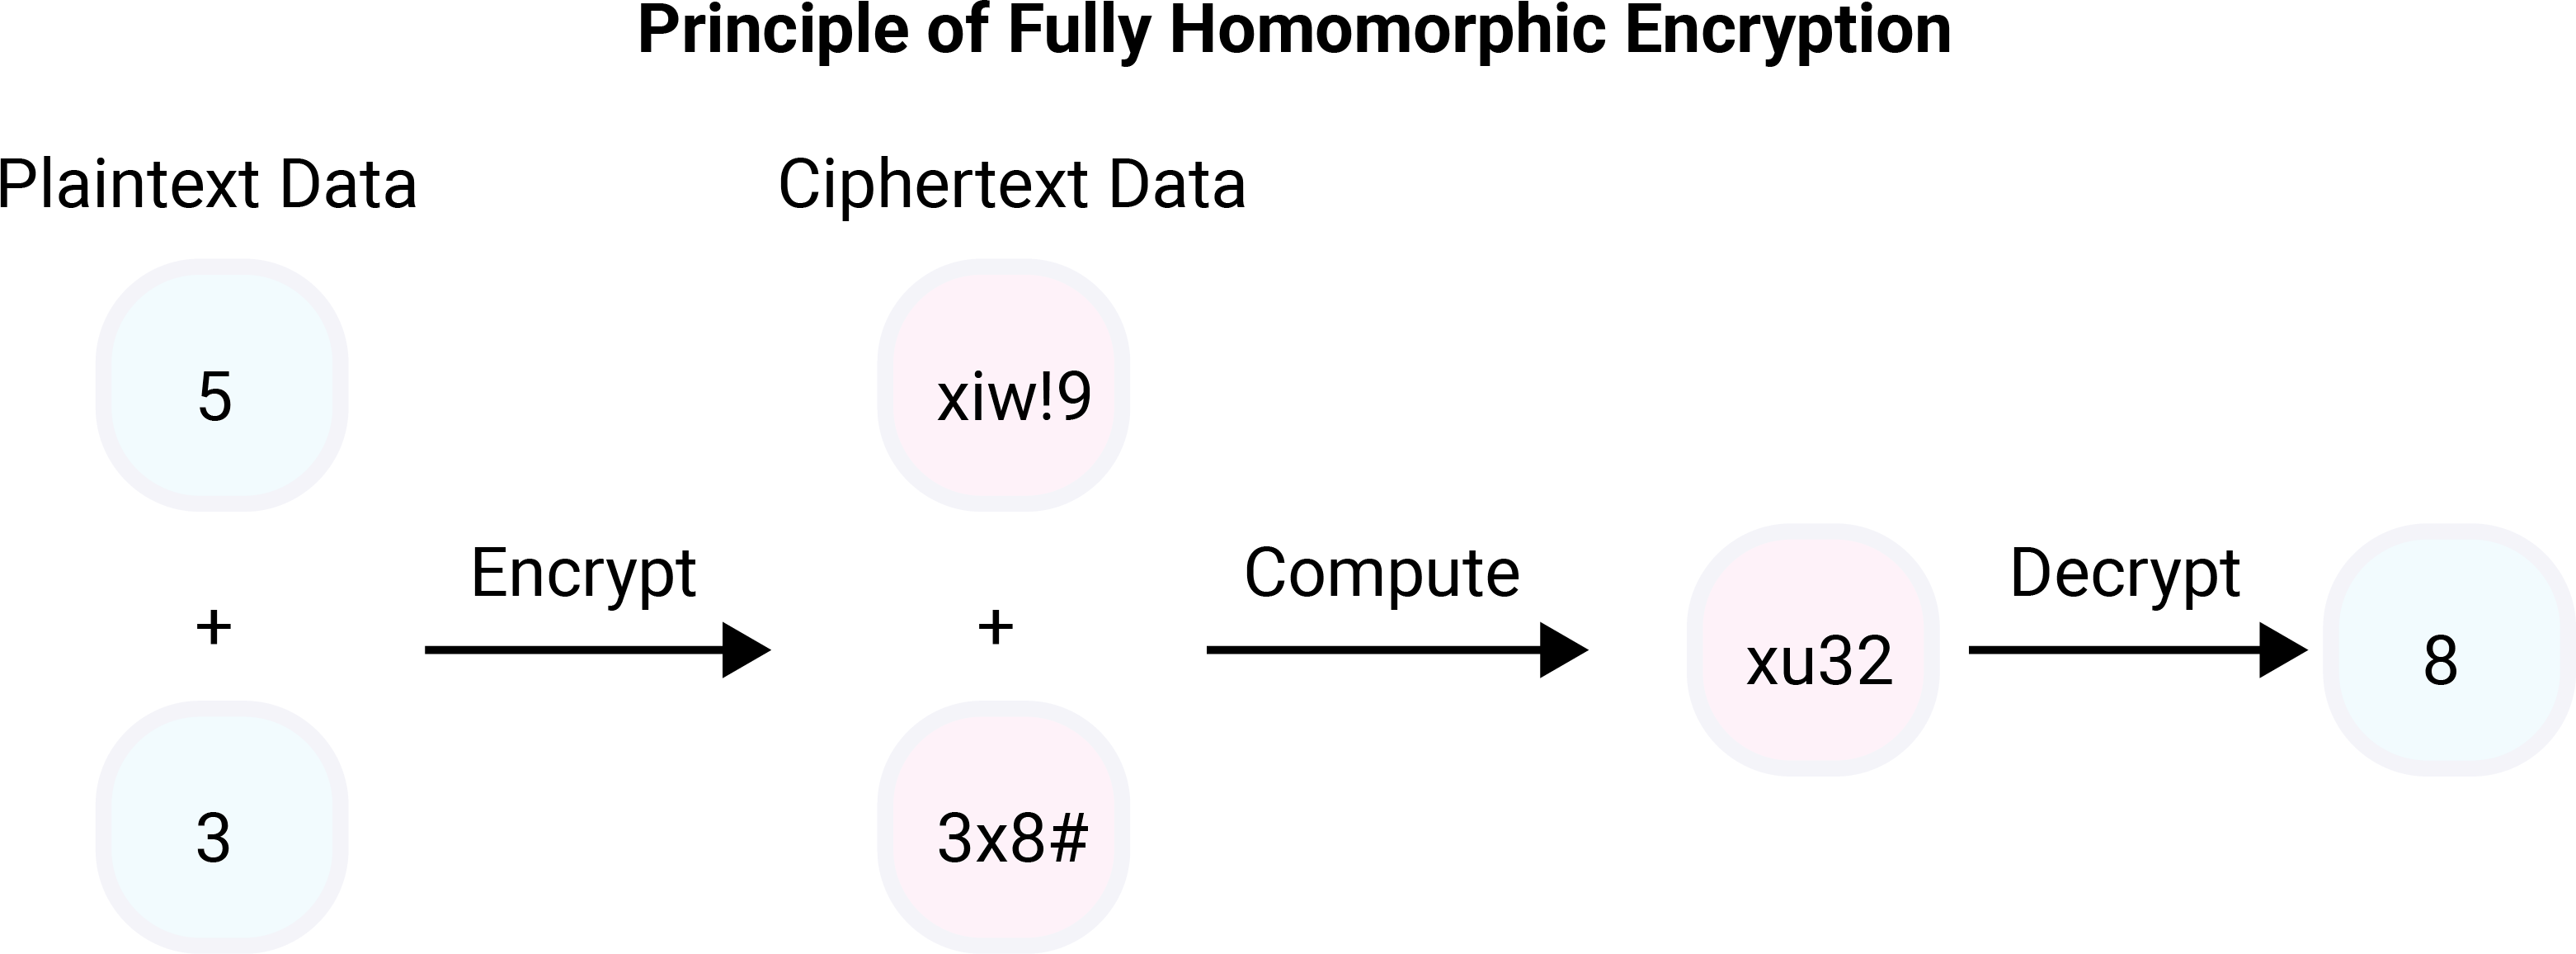 Principle of Fully Homomorphic Encryption
Plaintext Data
Ciphertext Data
5
xiw!9
+
Encrypt
+
Compute
xu32
Decrypt
8
3
3x8#